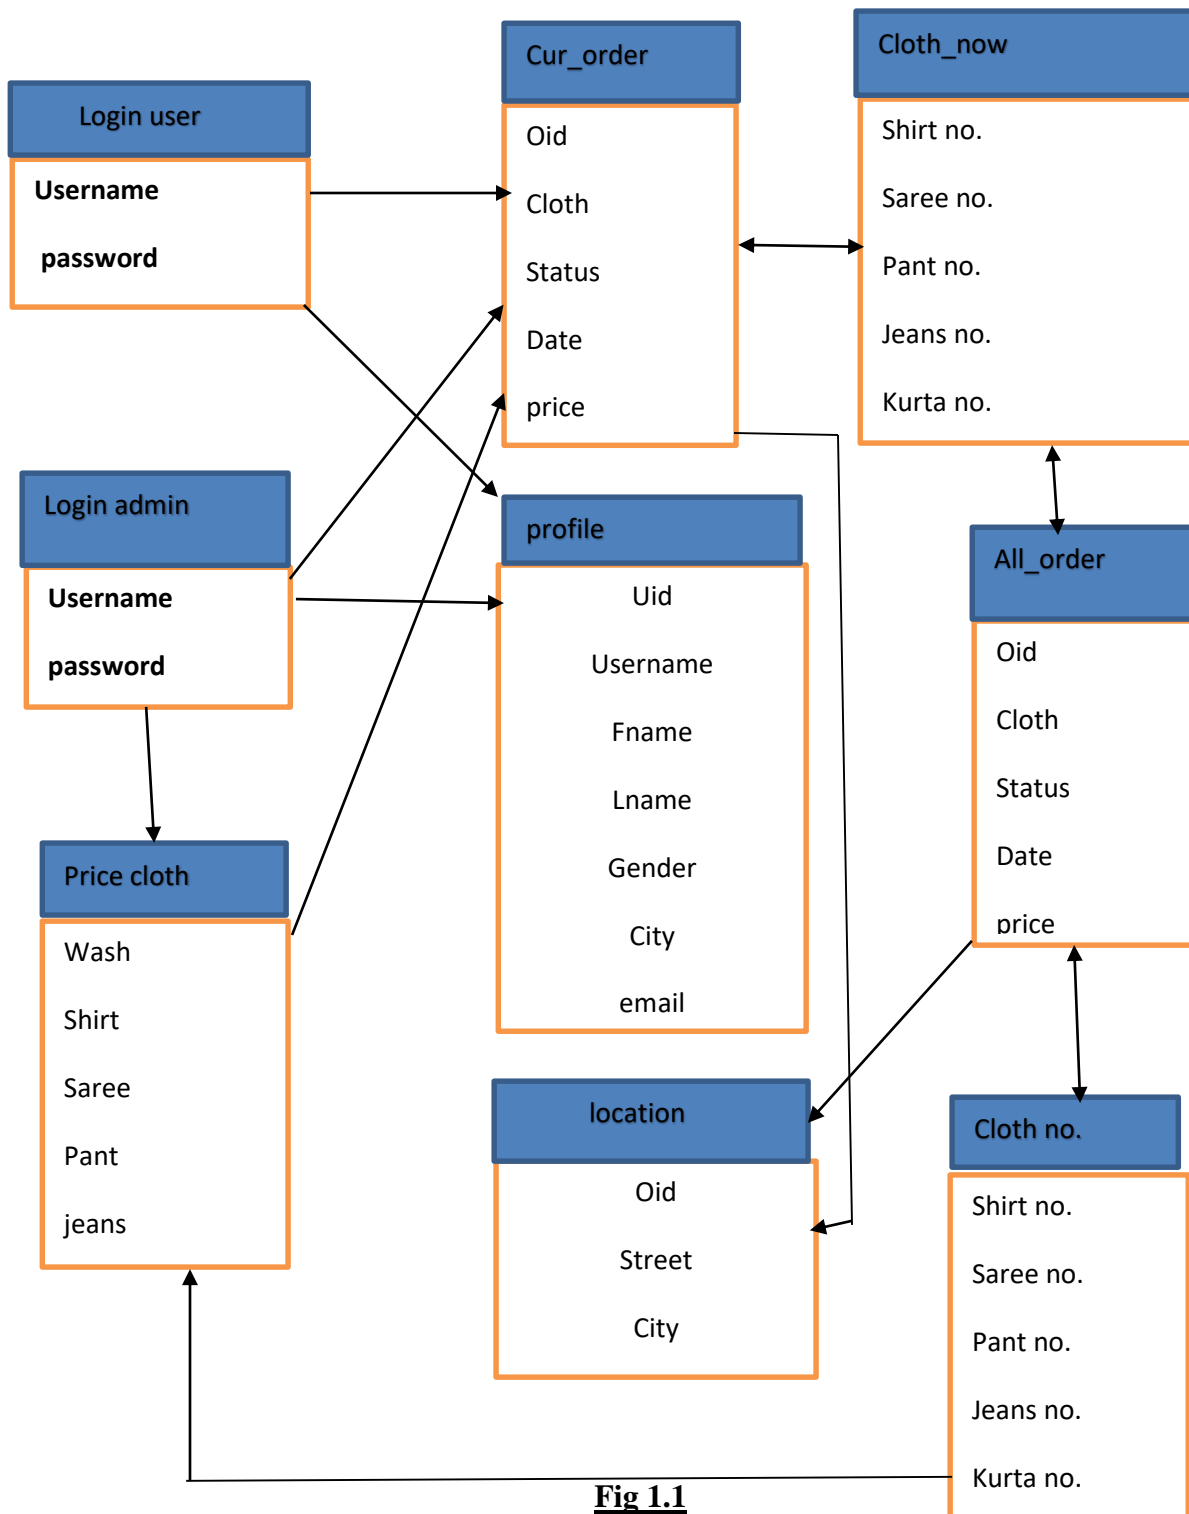 Login user
Username
password
Cur_order
Oid
Cloth
Status
Date
price
Cloth_now
Shirt no.
Saree no.
Pant no.
Jeans no.
Kurta no.
Login admin
Username
password
profile
Uid
Username
Fname
Lname
Gender
City
email
All_order
Oid
Cloth
Status
Date
price
Price cloth
Wash
Shirt
Saree
Pant
jeans
location
Oid
Street
City
Cloth no.
Shirt no.
Saree no.
Pant no.
Jeans no.
Kurta no.
Fig 1.1